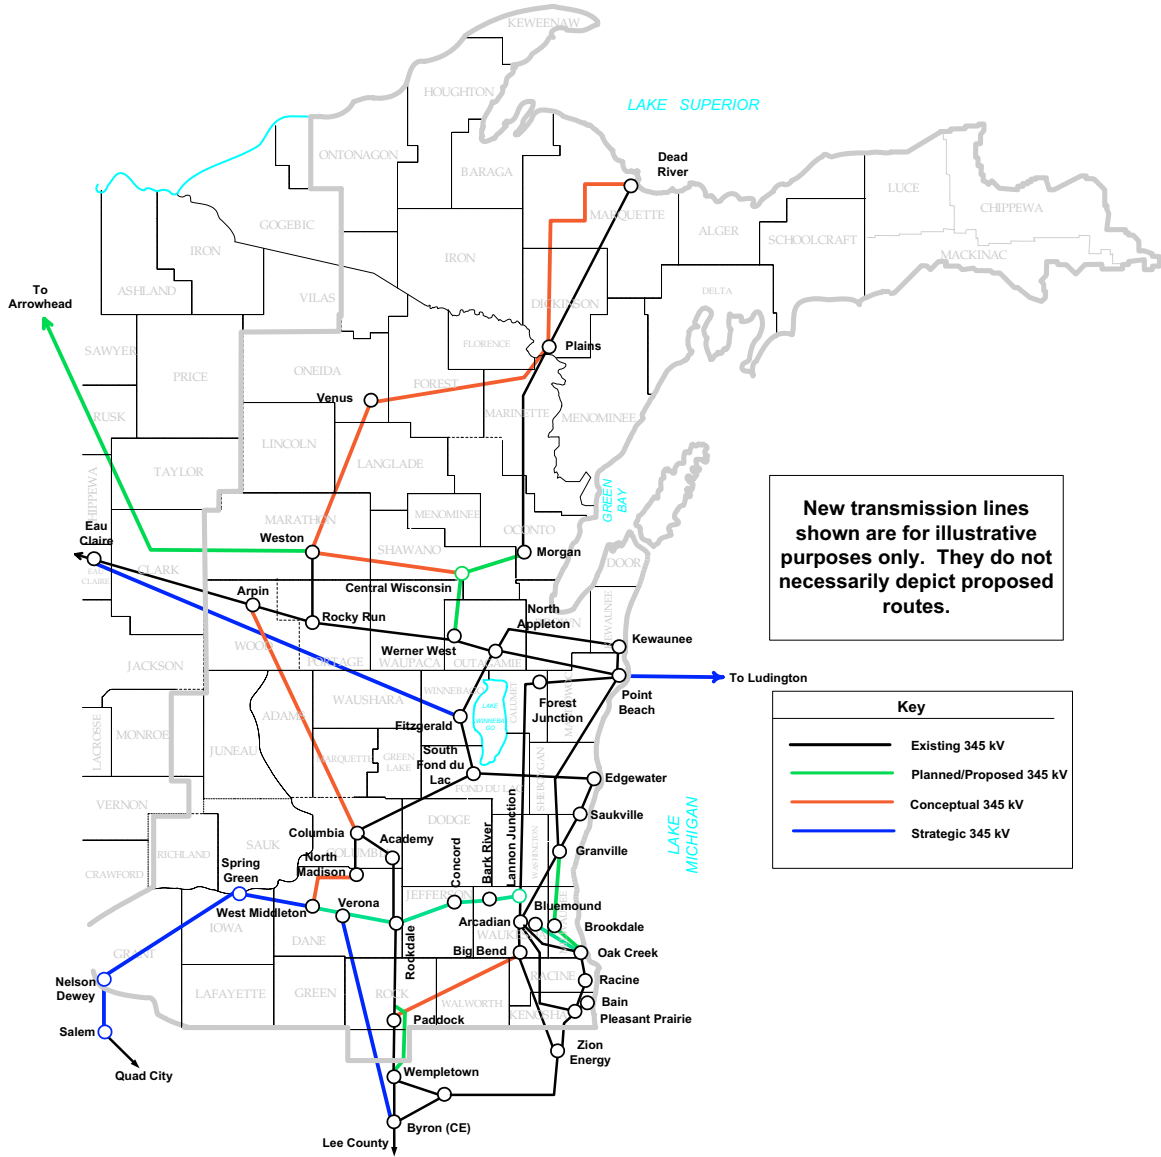 KEWEENAW
HOUGHTON
LAKE SUPERIOR
ONTONAGON
BARAGA
Dead
River
MARQUETTE
LUCE
CHIPPEWA
GOGEBIC
ALGER
SCHOOLCRAFT
MACKINAC
IRON
IRON
ASHLAND
VILAS
DICKINSON
DELTA
To
Arrowhead
SAWYER
PRICE
ONEIDA
FLORENCE
Plains
FOREST
RUSK
Venus
MARINETTE
MENOMINEE
LINCOLN
LANGLADE
TAYLOR
GREEN
BAY
MARATHON
MENOMINEE
OCONTO
Eau
Claire
Weston
SHAWANO
Morgan
DOOR
CLARK
EAU
CLAIRE
Central Wisconsin
Arpin
Rocky Run
North
Appleton
KEWAUNEE
Kewaunee
WOOD
PORTAGE
WAUPACA
Werner West
OUTAGAMIE
JACKSON
To Ludington
Point
Beach
WAUSHARA
WINNEBAGO
CALUMET
Forest
Junction
ADAMS
LAKE
Fitzgerald
LACROSSE
MONROE
JUNEAU
MARQUETTE
GREEN
LAKE
South
Fond du
Lac
SHEBOYGAN
Edgewater
FOND DU LAC
VERNON
Saukville
LAKE
MICHIGAN
DODGE
Columbia
Academy
COLUMBIA
SAUK
RICHLAND
CRAWFORD
North
Madison
Concord
Bark River
Lannon Junction
WASHINGTON
Granville
Spring
Green
JEFFERSON
West Middleton
Verona
Bluemound
Arcadian
Brookdale
IOWA
DANE
Rockdale
Big Bend
Oak Creek
GRANT
Nelson
Dewey
LAFAYETTE
GREEN
ROCK
WALWORTH
RACINE
Racine
Bain
KENOSHA
Pleasant Prairie
Salem
Paddock
Zion
Energy
Quad City
Wempletown
Byron (CE)
Lee County
New transmission lines
shown are for illustrative
purposes only. They do not
necessarily depict proposed
routes.
Key
Existing 345 kV
Planned/Proposed 345 kV
Conceptual 345 kV
Strategic 345 kV